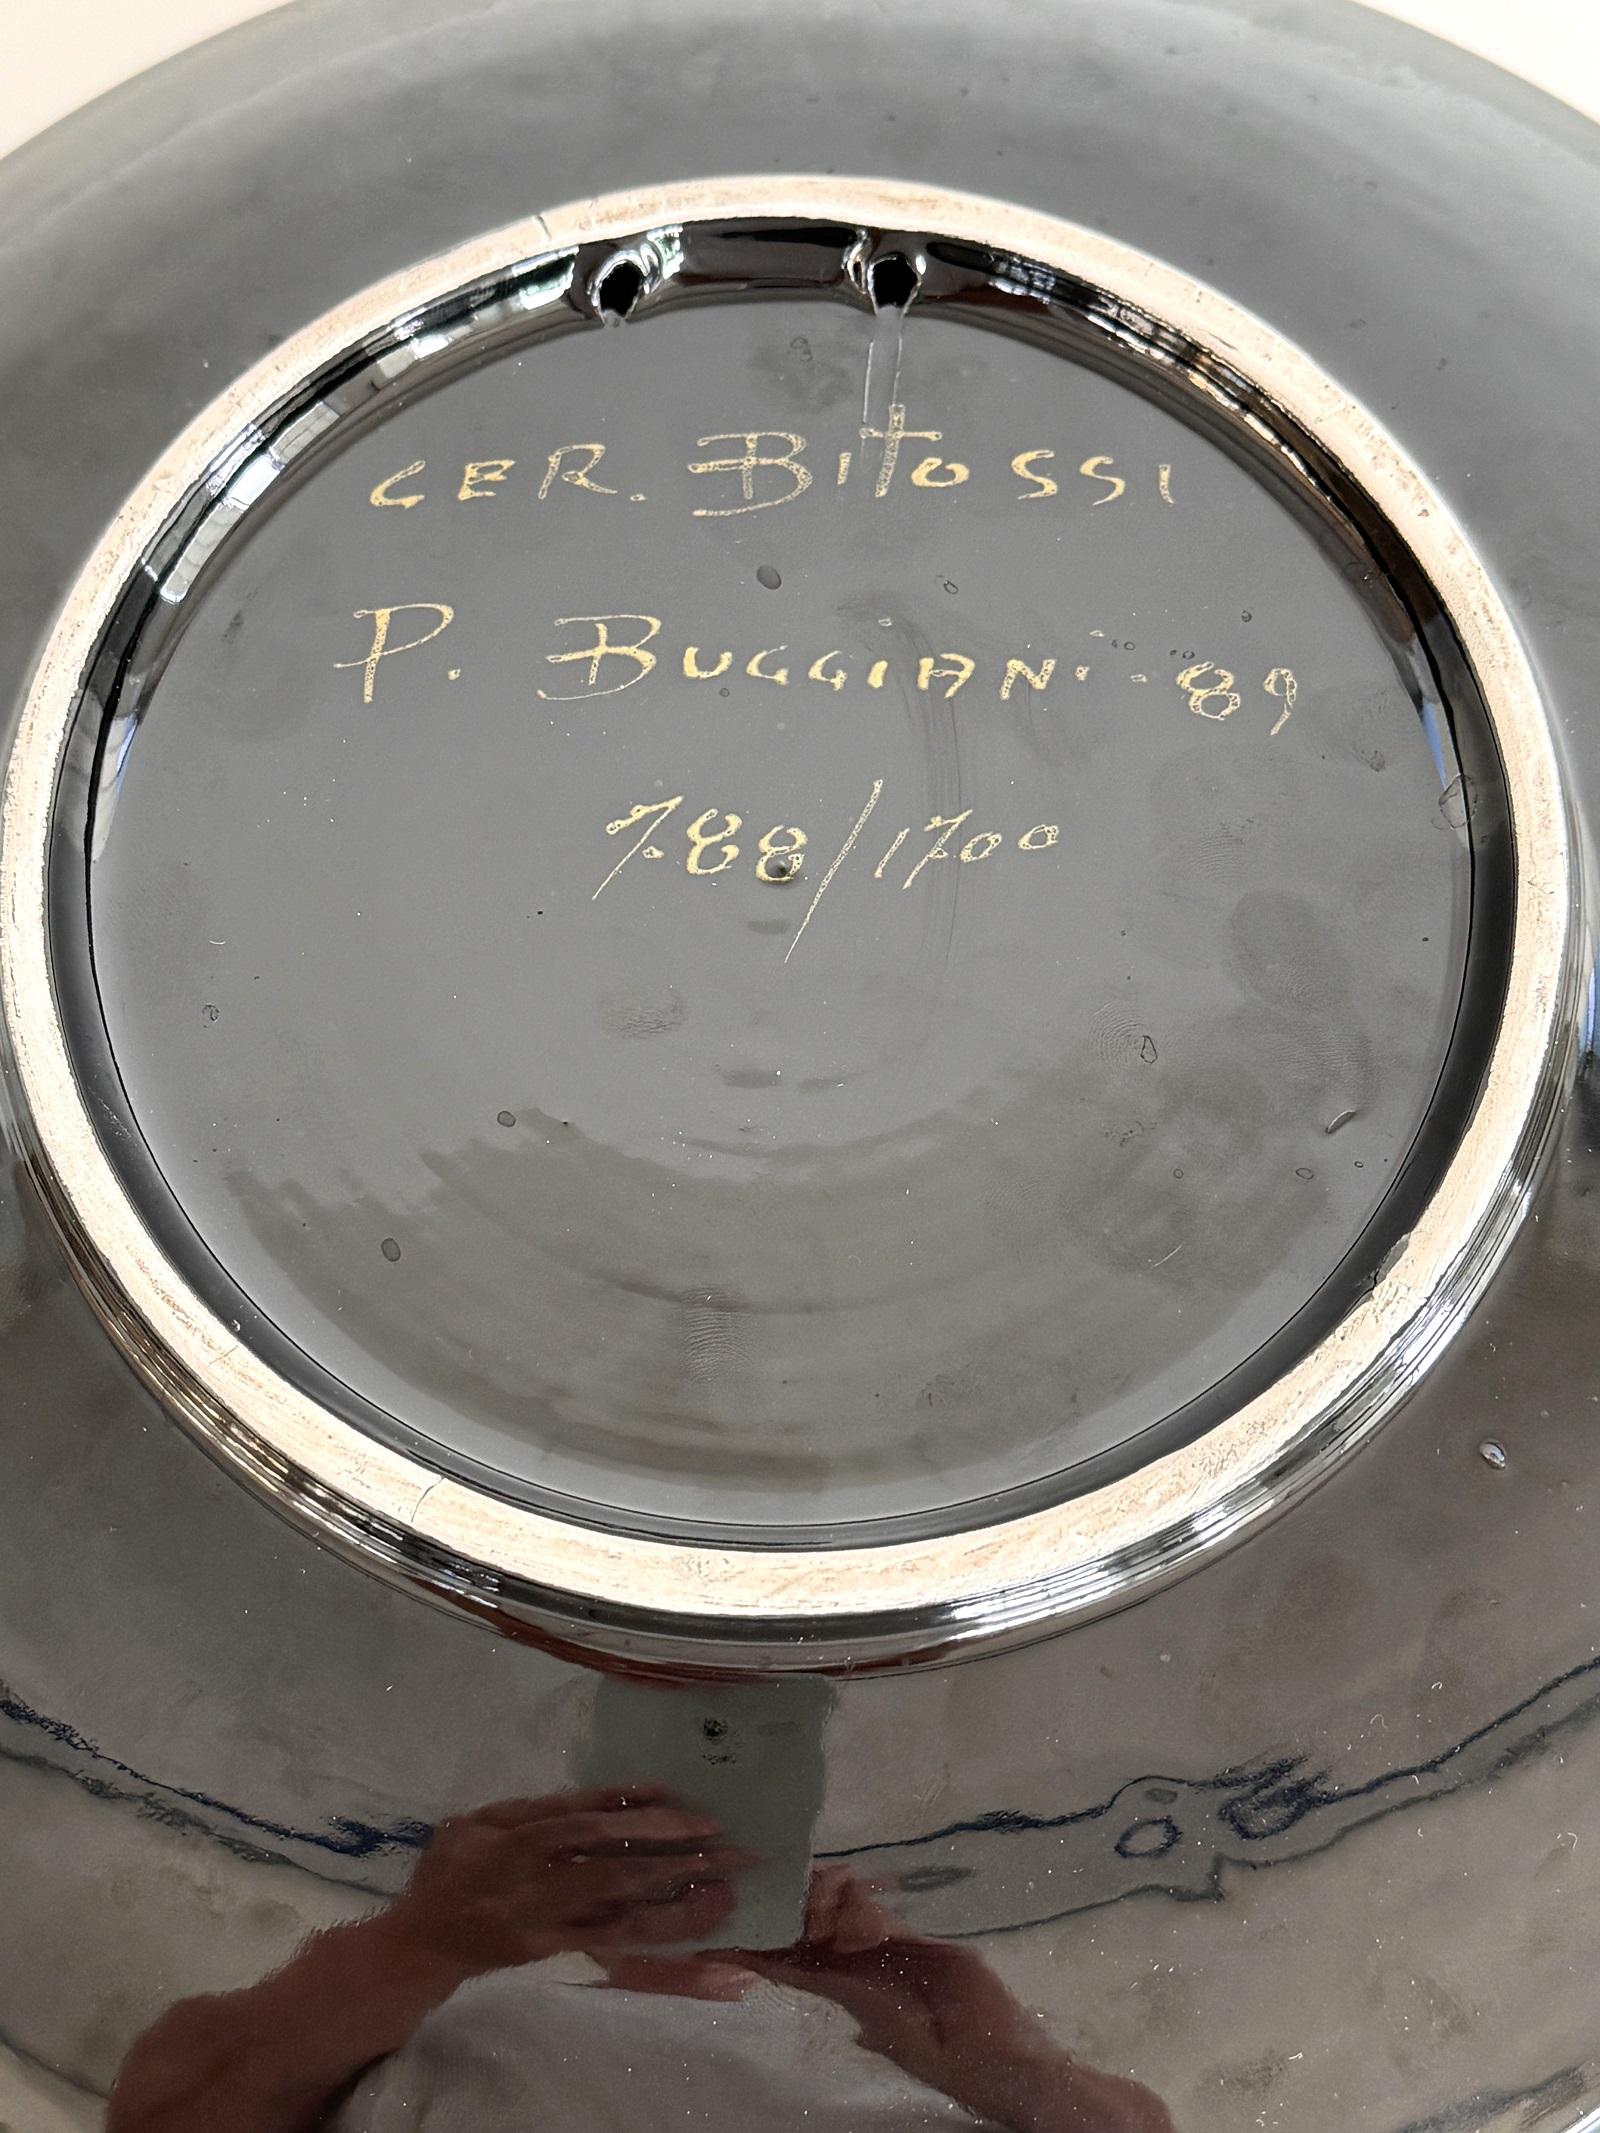 CER. BITOSSI
P. BUGGIANI. '89
788/1700